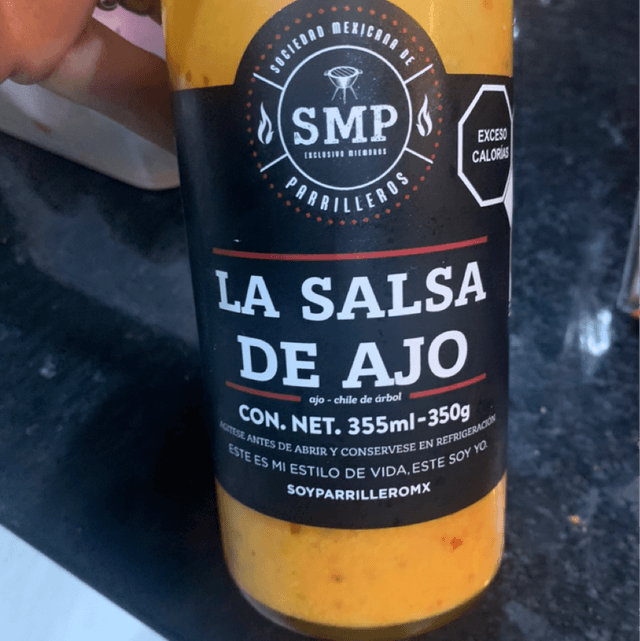 SOCIEDAD MEXICANA DE
SMP
EXCLUSIVO MIEMBROS
PARRILLEROS
EXCESO
CALORÍAS
LA SALSA
DE AJO
ajo - chile de árbol
CON. NET. 355ml-350g
AGITESE ANTES DE ABRIR Y CONSERVESE EN REFRIGERACIÓN
ESTE ES MI ESTILO DE VIDA, ESTE SOY YO.
SOYPARRILLEROMX